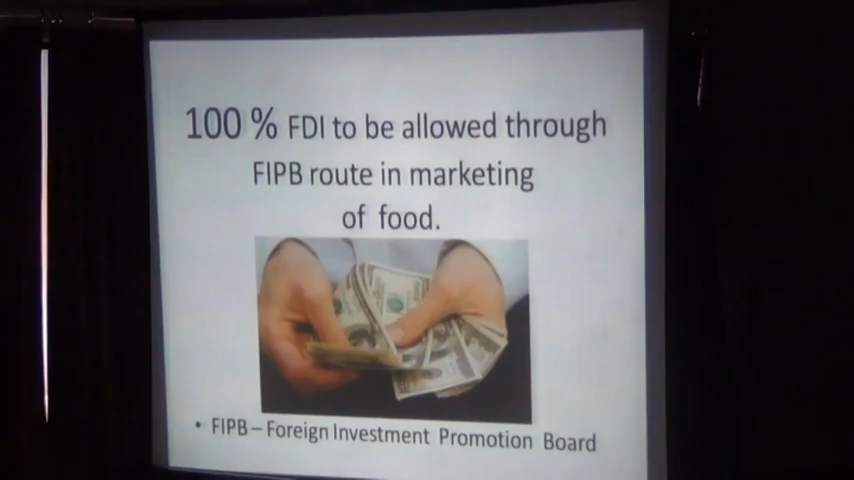 100 % FDI to be allowed through
FIPB route in marketing
of food.
• FIPB – Foreign Investment Promotion Board